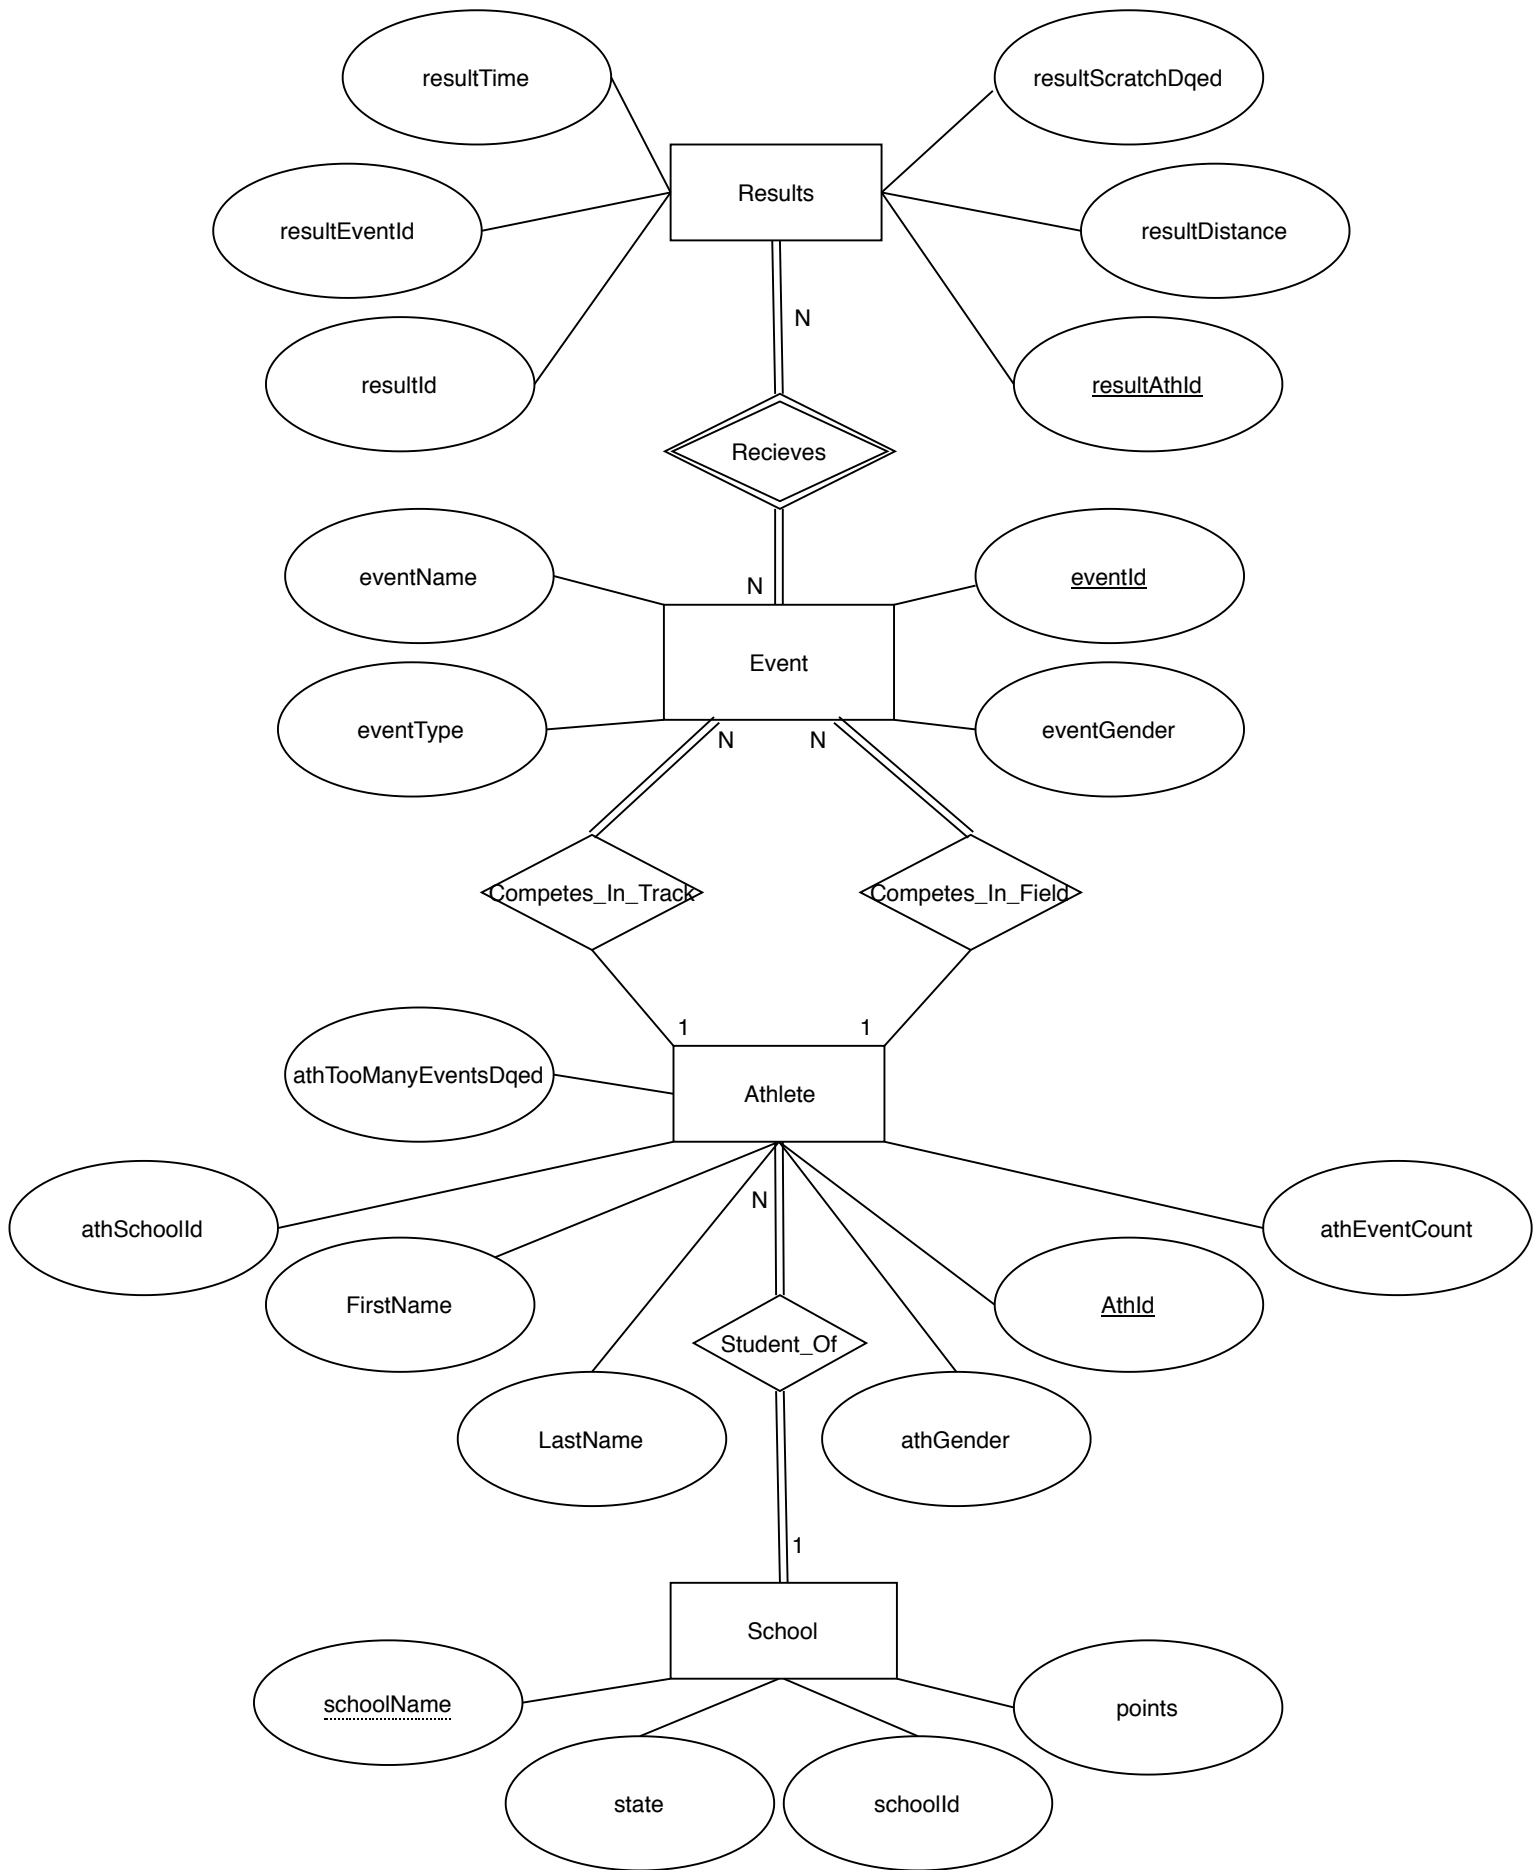 resultTime
resultScratchDqed
Results
resultEventId
resultDistance
N
resultId
resultAthId
Recieves
eventName
N
eventId
Event
eventType
eventGender
N
N
Competes_In_Track
Competes_In_Field
1
1
athTooManyEventsDqed
Athlete
athSchoolId
N
athEventCount
FirstName
AthId
Student_Of
LastName
athGender
1
School
schoolName
points
state
schoolId